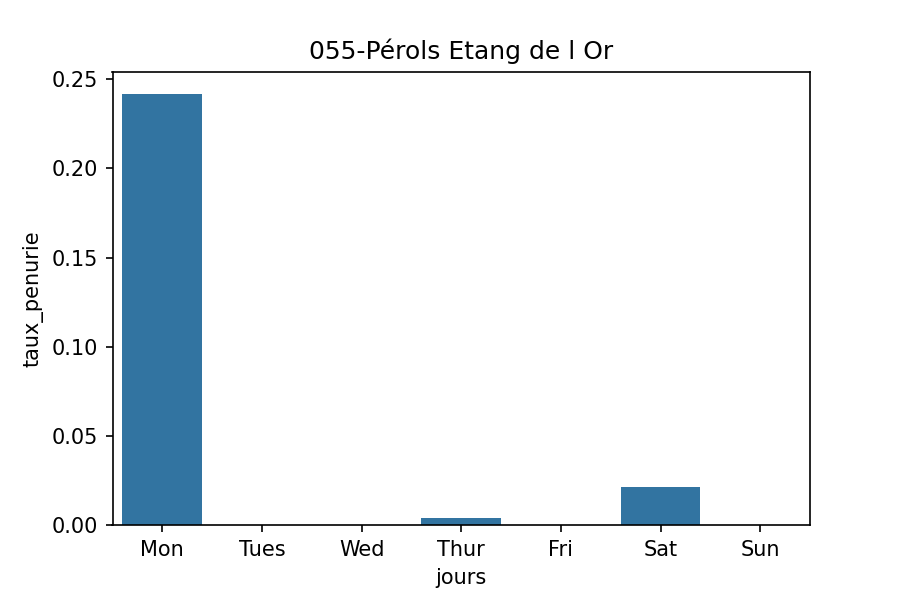 055-Pérols Etang de l Or
taux_penurie
0.25
0.20
0.15
0.10
0.05
0.00
Mon Tues Wed Thur Fri Sat Sun
jours